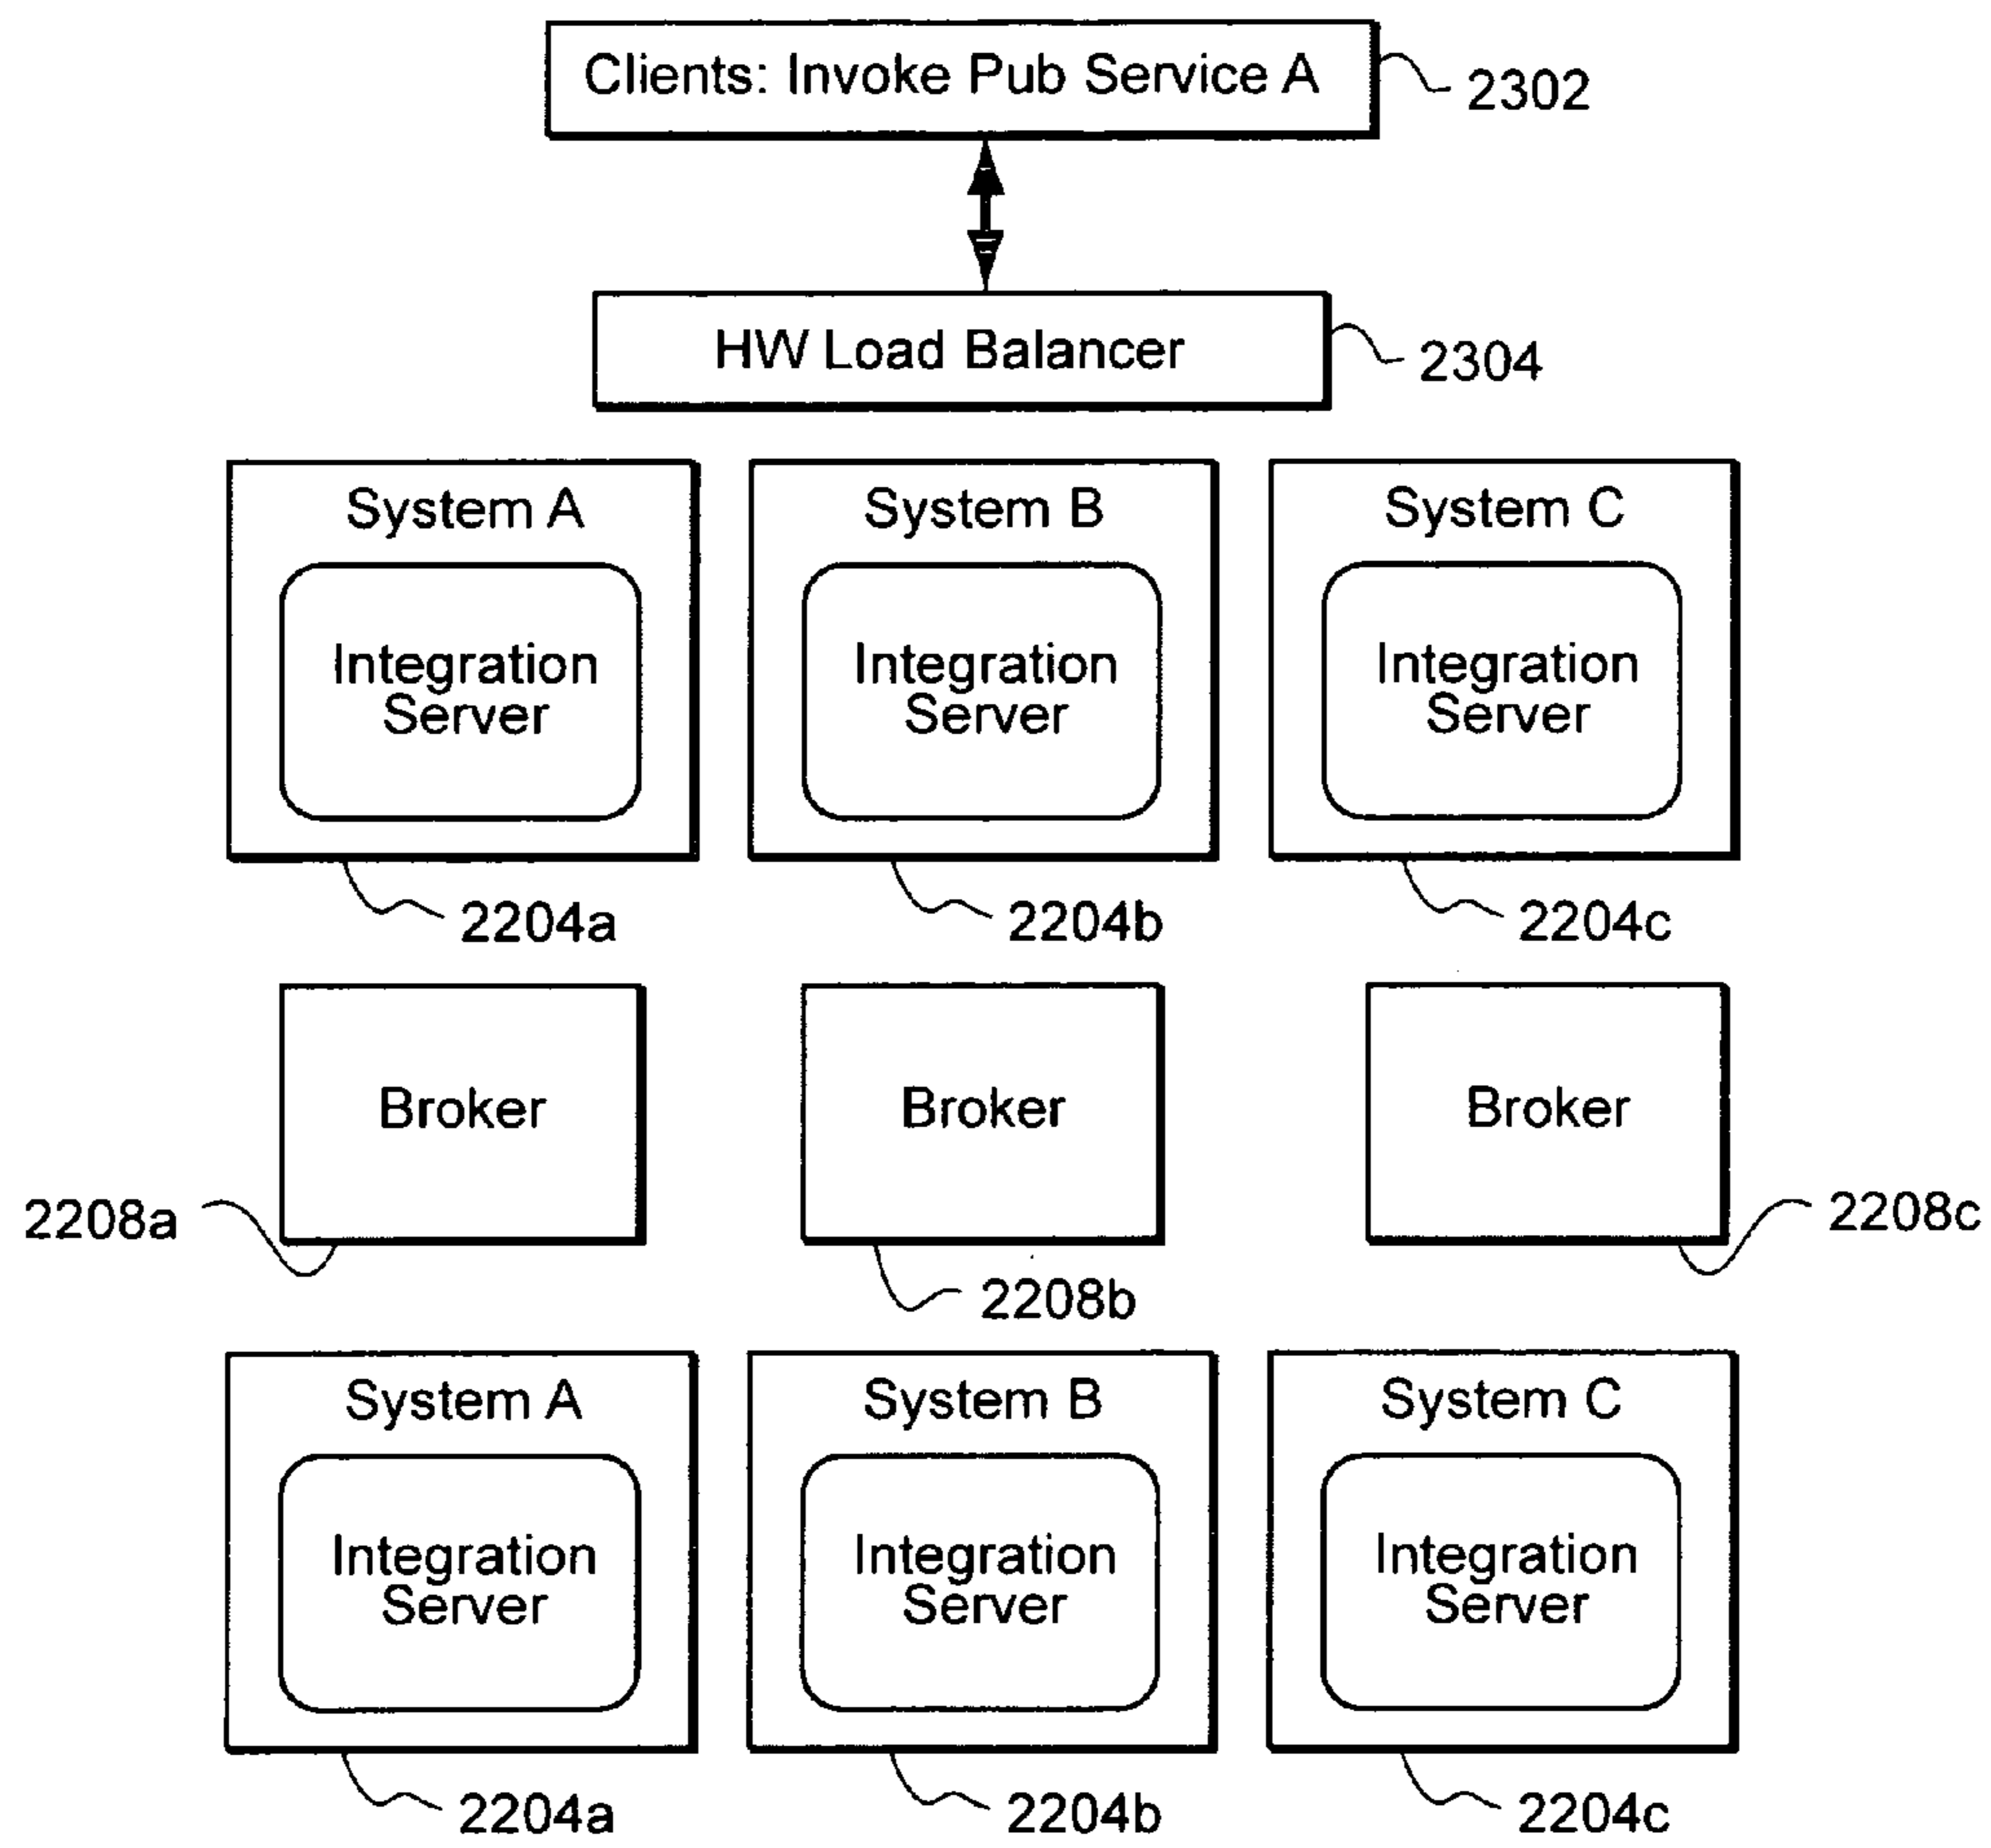 Clients: Invoke Pub Service A
2302
HW Load Balancer
2304
System A
Integration
Server
2204a
System B
Integration
Server
2204b
System C
Integration
Server
2204c
Broker
2208a
Broker
2208b
Broker
2208c
System A
Integration
Server
2204a
System B
Integration
Server
2204b
System C
Integration
Server
2204c